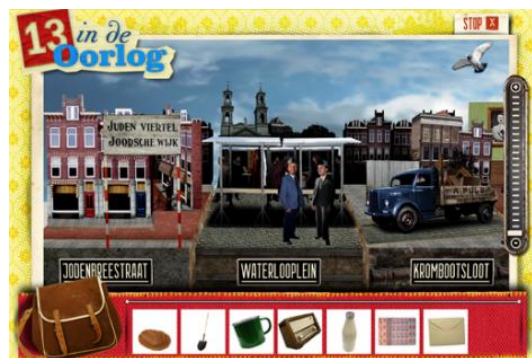 13 in de
Oorlog
STOP X
JUDEN VIERTEL
JOODSCHE WIJK
JODENBREESTRAAT
WATERLOOPLEIN
KROMBOOTSLOOT